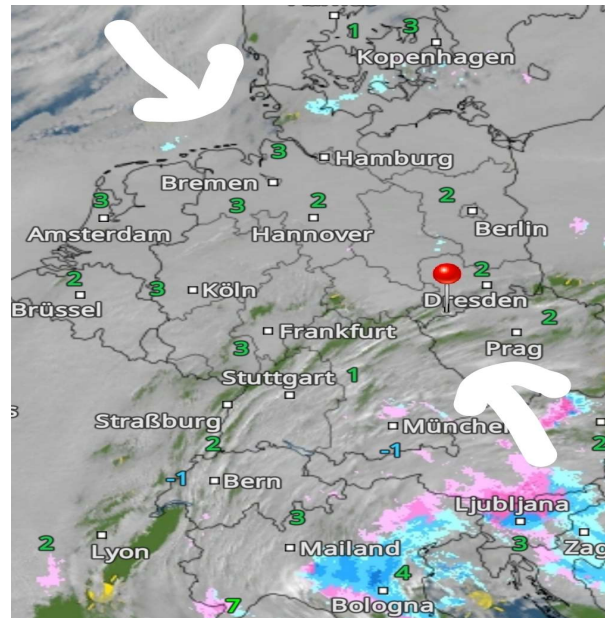 1
3
Kopenhagen
3
Hamburg
Bremen
3
3
2
2
Amsterdam
Hannover
Berlin
2
3
Köln
2
Brüssel
Dresden
2
Frankfurt
Prag
3
Stuttgart
1
Straßburg
2
München
2
-1
-1
Bern
Ljubljana
3
3
2
Lyon
Mailand
Zag
4
7
Bologna